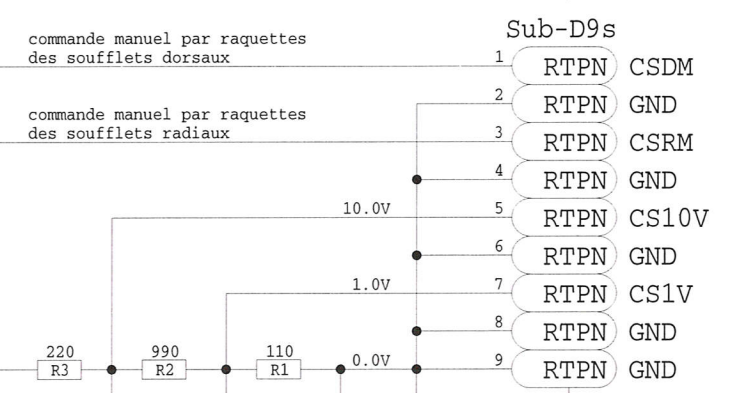 Sub-D9s
commande manuel par raquettes
des soufflets dorsaux
1 RTPN CSDM
2 RTPN GND
commande manuel par raquettes
des soufflets radiaux
3 RTPN CSRM
4 RTPN GND
10.0V 5 RTPN CS10V
6 RTPN GND
1.0V 7 RTPN CS1V
8 RTPN GND
220 990 110
R3 R2 R1
0.0V 9 RTPN GND